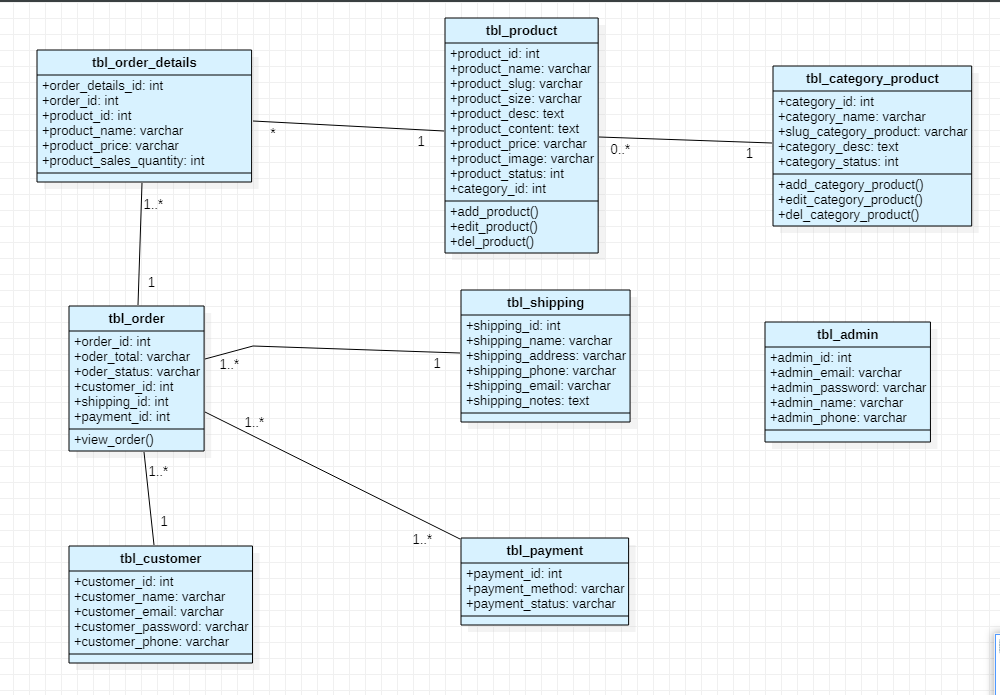 tbl_order_details
+order_details_id: int
+order_id: int
+product_id: int
+product_name: varchar
+product_price: varchar
+product_sales_quantity: int
*
1
tbl_product
+product_id: int
+product_name: varchar
+product_slug: varchar
+product_size: varchar
+product_desc: text
+product_content: text
+product_price: varchar
+product_image: varchar
+product_status: int
+category_id: int
+add_product()
+edit_product()
+del_product()
0..*
1
tbl_category_product
+category_id: int
+category_name: varchar
+slug_category_product: varchar
+category_desc: text
+category_status: int
+add_category_product()
+edit_category_product()
+del_category_product()
1..*
1
tbl_order
+order_id: int
+oder_total: varchar
+oder_status: varchar
+customer_id: int
+shipping_id: int
+payment_id: int
+view_order()
1..*
1
tbl_shipping
+shipping_id: int
+shipping_name: varchar
+shipping_address: varchar
+shipping_phone: varchar
+shipping_email: varchar
+shipping_notes: text
tbl_admin
+admin_id: int
+admin_email: varchar
+admin_password: varchar
+admin_name: varchar
+admin_phone: varchar
1..*
1..*
1..*
1
tbl_customer
+customer_id: int
+customer_name: varchar
+customer_email: varchar
+customer_password: varchar
+customer_phone: varchar
tbl_payment
+payment_id: int
+payment_method: varchar
+payment_status: varchar